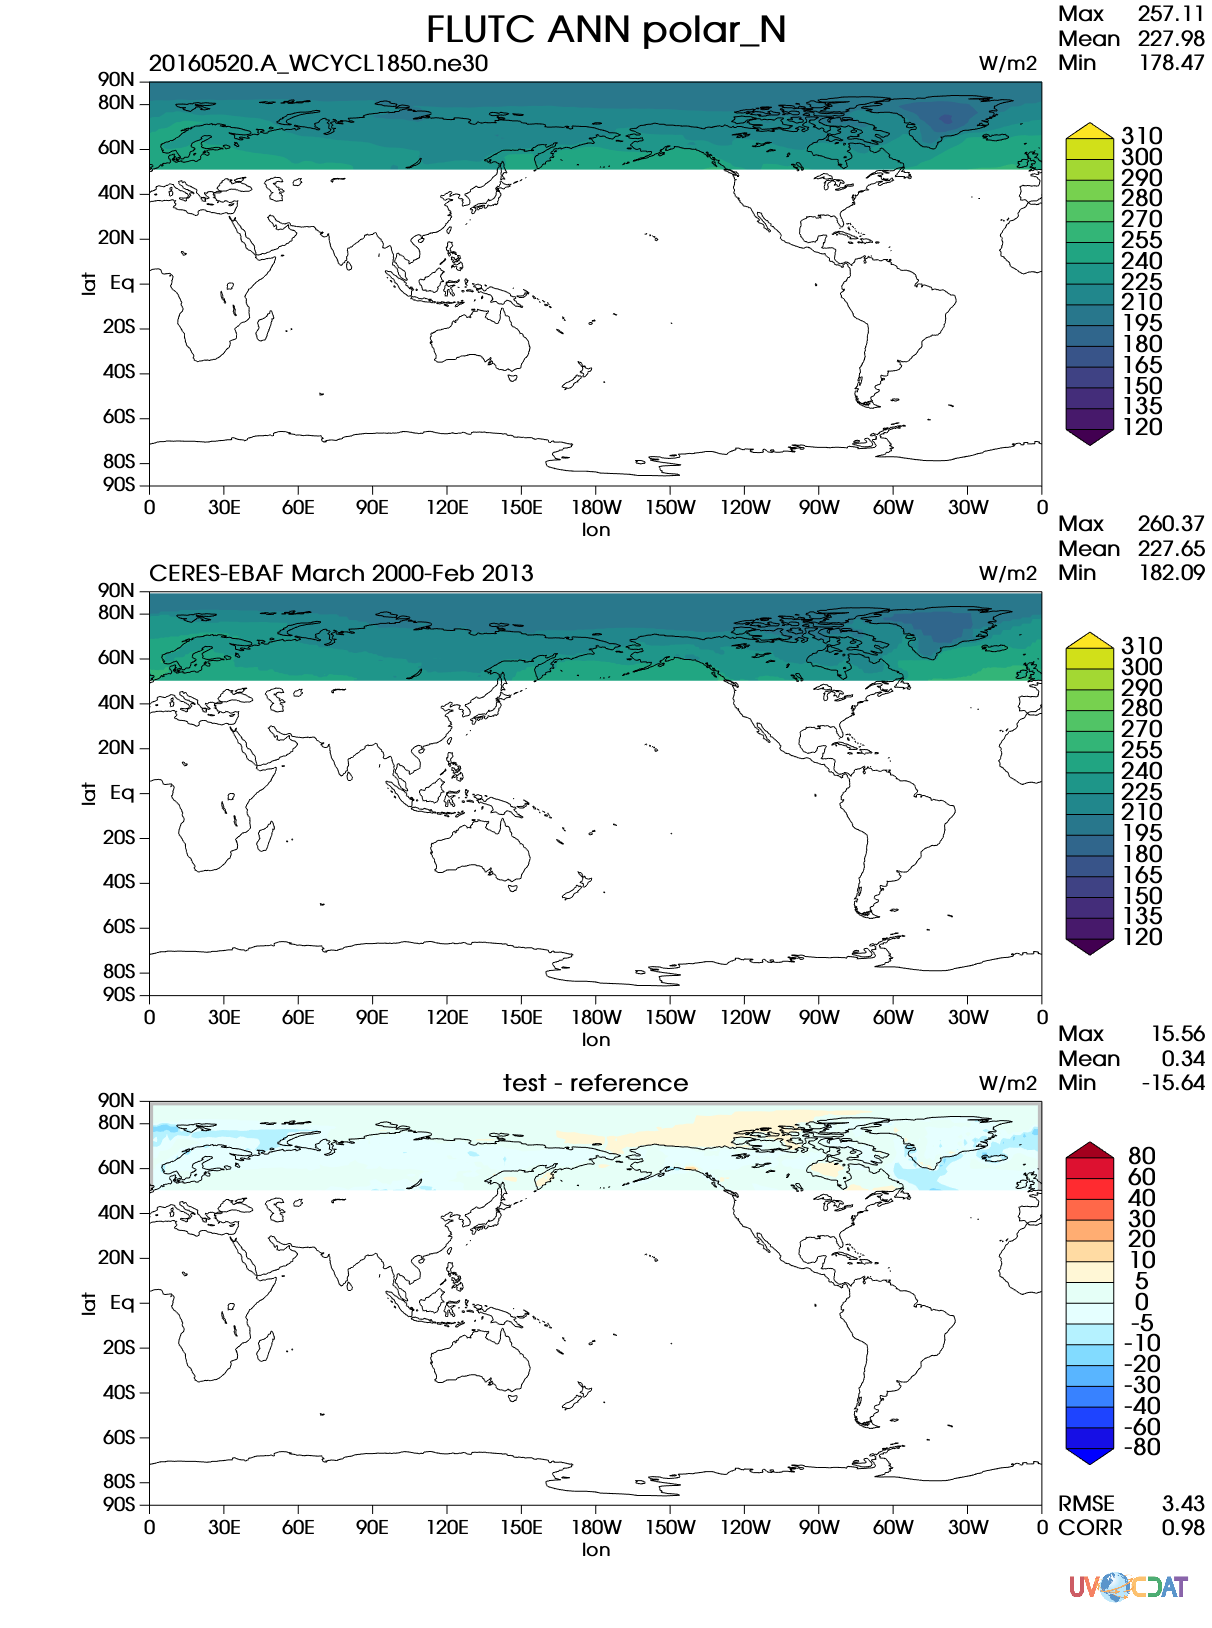 FLUTC ANN polar_N
Max 257.11
Mean 227.98
Min 178.47
20160520.A_WCYCL1850.ne30 W/m2
90N
80N
60N
40N
20N
Eq
20S
40S
60S
80S
90S
lat
0 30E 60E 90E 120E 150E 180W 150W 120W 90W 60W 30W 0
lon
310
300
290
280
270
255
240
225
210
195
180
165
150
135
120
Max 260.37
Mean 227.65
Min 182.09
CERES-EBAF March 2000-Feb 2013 W/m2
90N
80N
60N
40N
20N
Eq
20S
40S
60S
80S
90S
lat
0 30E 60E 90E 120E 150E 180W 150W 120W 90W 60W 30W 0
lon
310
300
290
280
270
255
240
225
210
195
180
165
150
135
120
Max 15.56
Mean 0.34
Min -15.64
test - reference W/m2
90N
80N
60N
40N
20N
Eq
20S
40S
60S
80S
90S
lat
0 30E 60E 90E 120E 150E 180W 150W 120W 90W 60W 30W 0
lon
80
60
40
30
20
10
5
0
-5
-10
-20
-30
-40
-60
-80
RMSE 3.43
CORR 0.98
UV CDAT